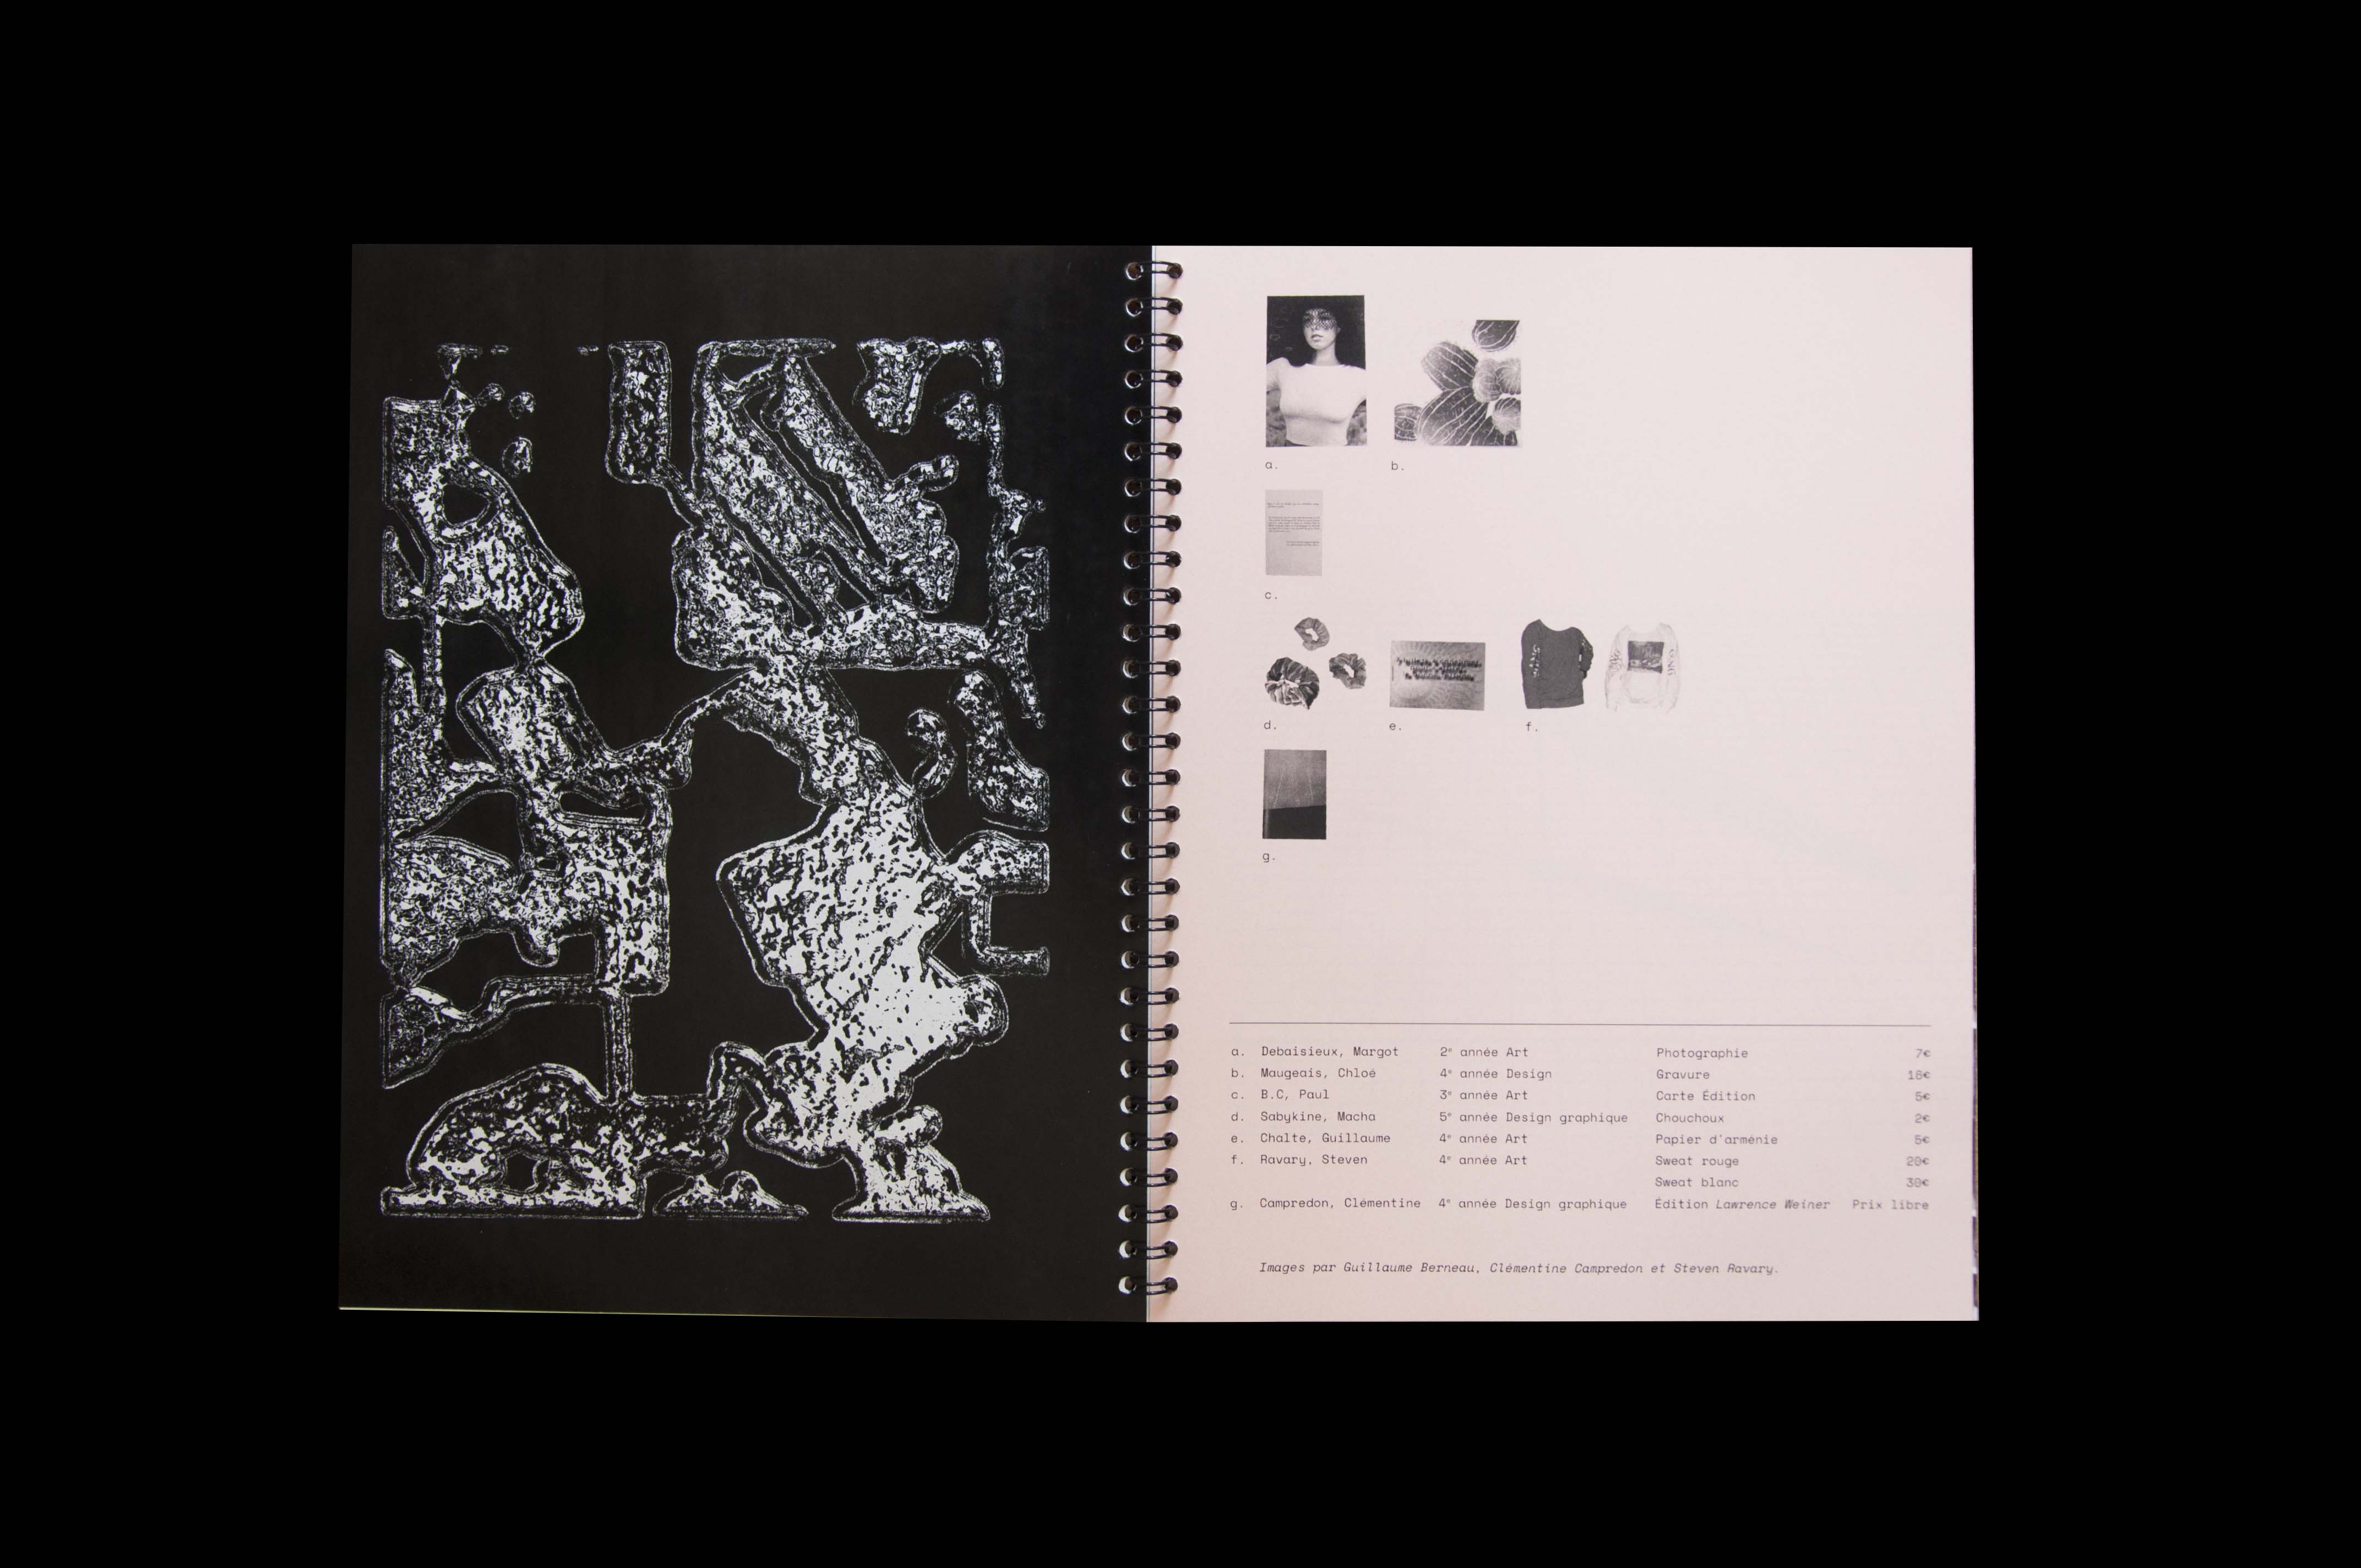 a.
b.
c.
d.
e.
f.
g.
a. Debaisieux, Margot 2e année Art Photographie 7€
b. Maugeais, Chloé 4e année Design Gravure 16€
c. B.C, Paul 3e année Art Carte Édition 5€
d. Sabykine, Macha 5e année Design graphique Chouchoux 2€
e. Chalte, Guillaume 4e année Art Papier d'arménie 5€
f. Ravary, Steven 4e année Art Sweat rouge 20€
Sweat blanc 30€
g. Campredon, Clémentine 4e année Design graphique Édition Lawrence Weiner Prix libre
Images par Guillaume Berneau, Clémentine Campredon et Steven Ravary.